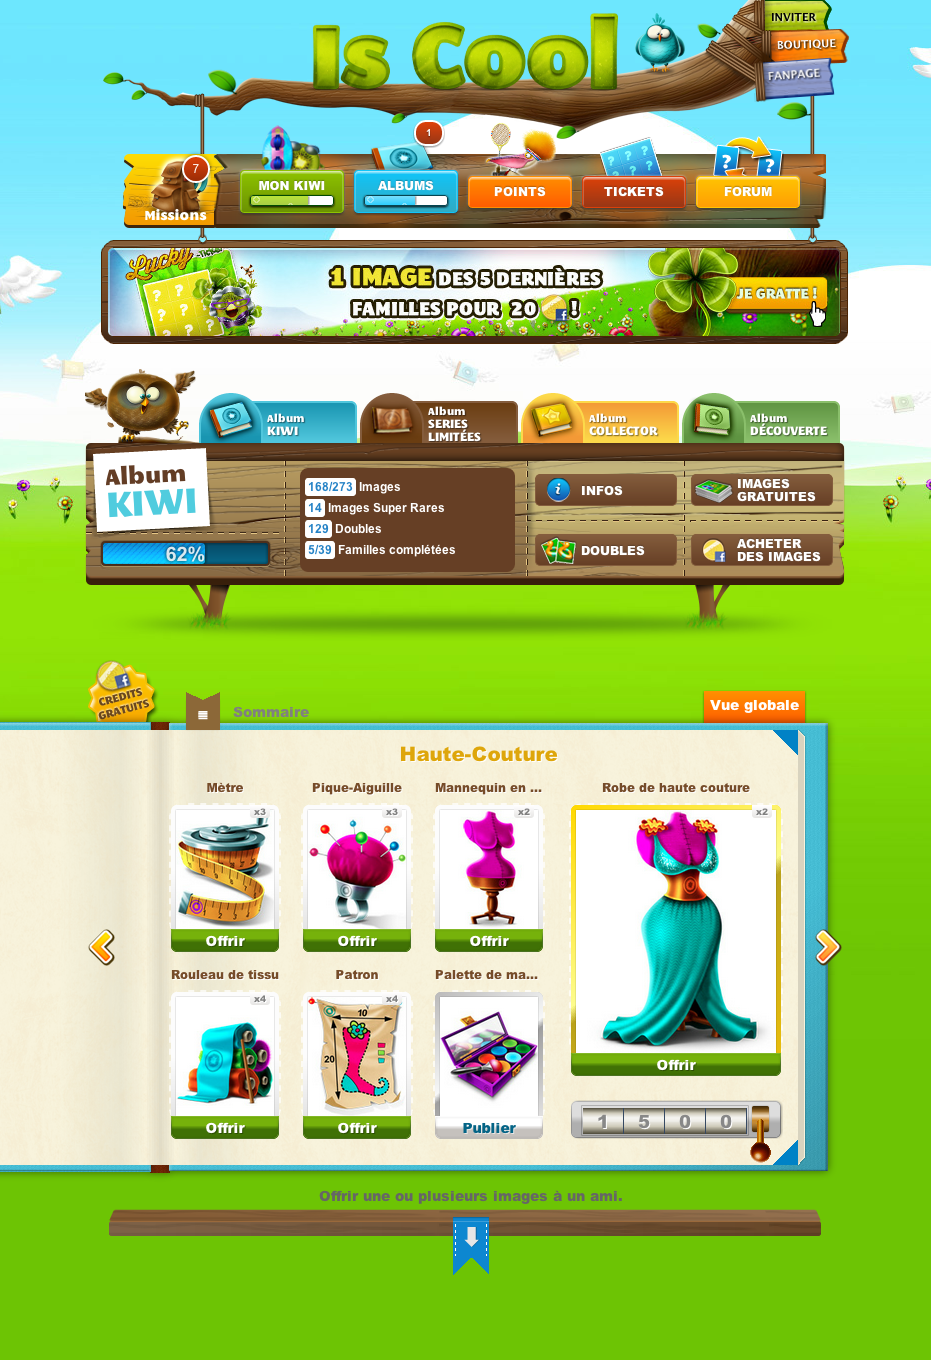 Is Cool
INVITER
BOUTIQUE
FANPAGE
1
7
Missions
MON KIWI
ALBUMS
POINTS
TICKETS
FORUM
Lucky
TICKET
1 IMAGE DES 5 DERNIÈRES
FAMILLES POUR 20 !
JE GRATTE !
Album
KIWI
Album
SERIES
LIMITÉES
Album
COLLECTOR
Album
DÉCOUVERTE
Album
KIWI
62%
168/273 Images
14 Images Super Rares
129 Doubles
5/39 Familles complétées
INFOS
IMAGES
GRATUITES
DOUBLES
ACHETER
DES IMAGES
CREDITS
GRATUITS
Sommaire
Vue globale
Haute-Couture
Mètre
Pique-Aiguille
Mannequin en ...
Robe de haute couture
x3
x3
x2
x2
Offrir
Offrir
Offrir
Rouleau de tissu
Patron
Palette de ma...
x4
x4
10
20
Offrir
Offrir
Publier
Offrir
1 5 0 0
Offrir une ou plusieurs images à un ami.